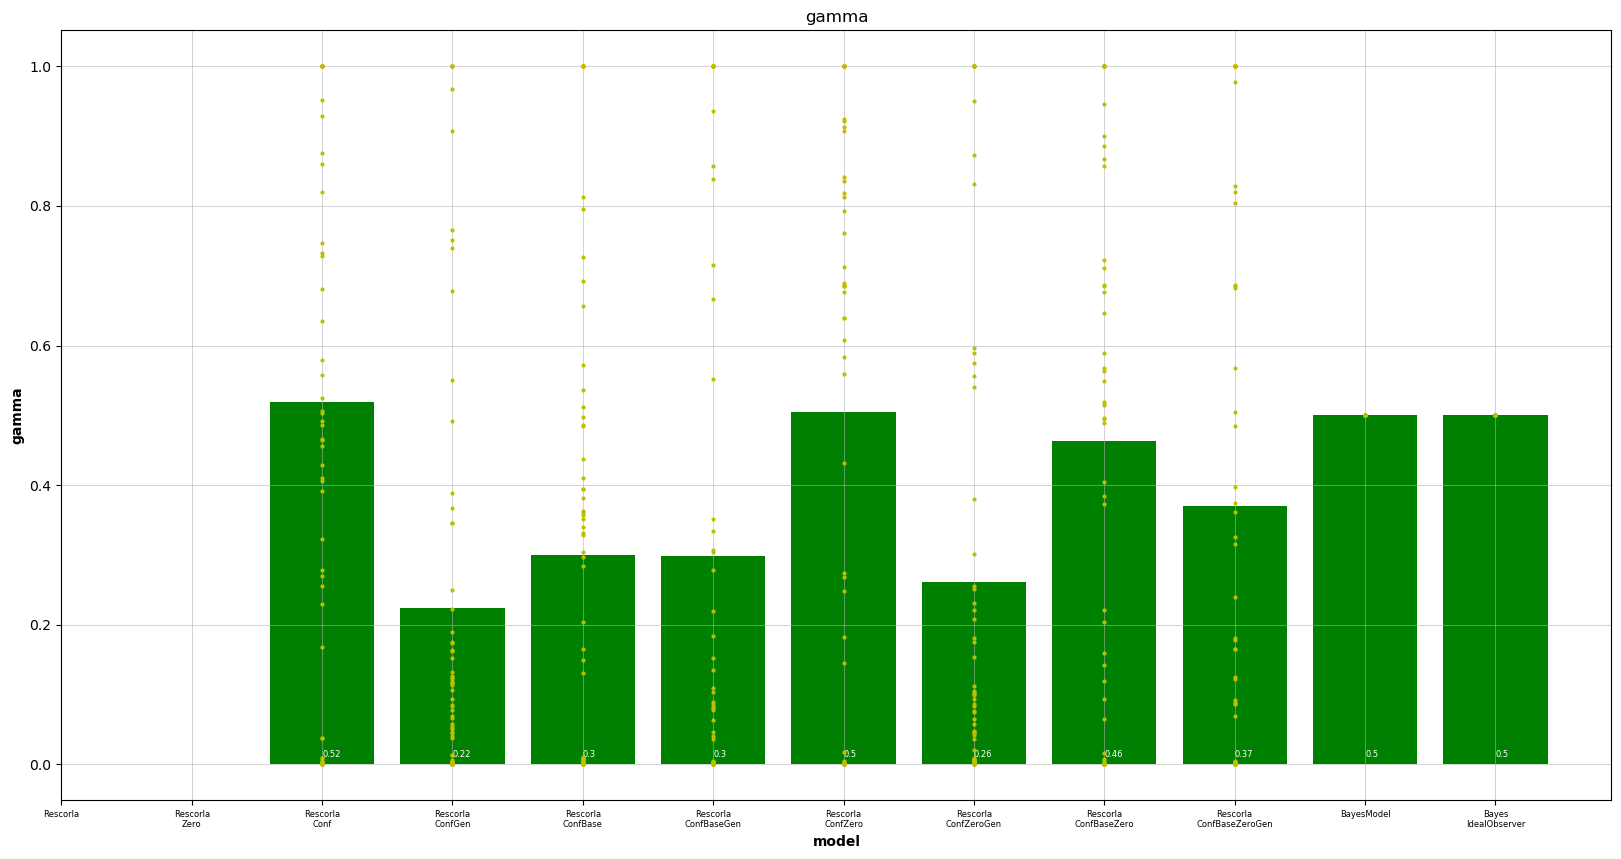 gamma
1.0
0.8
0.6
0.4
0.2
0.0
gamma
0.52
0.22
0.3
0.3
0.5
0.26
0.46
0.37
0.5
0.5
Rescorla
Rescorla
Zero
Rescorla
Conf
Rescorla
ConfGen
Rescorla
ConfBase
Rescorla
ConfBaseGen
Rescorla
ConfZero
Rescorla
ConfZeroGen
Rescorla
ConfBaseZero
Rescorla
ConfBaseZeroGen
BayesModel
Bayes
IdealObserver
model